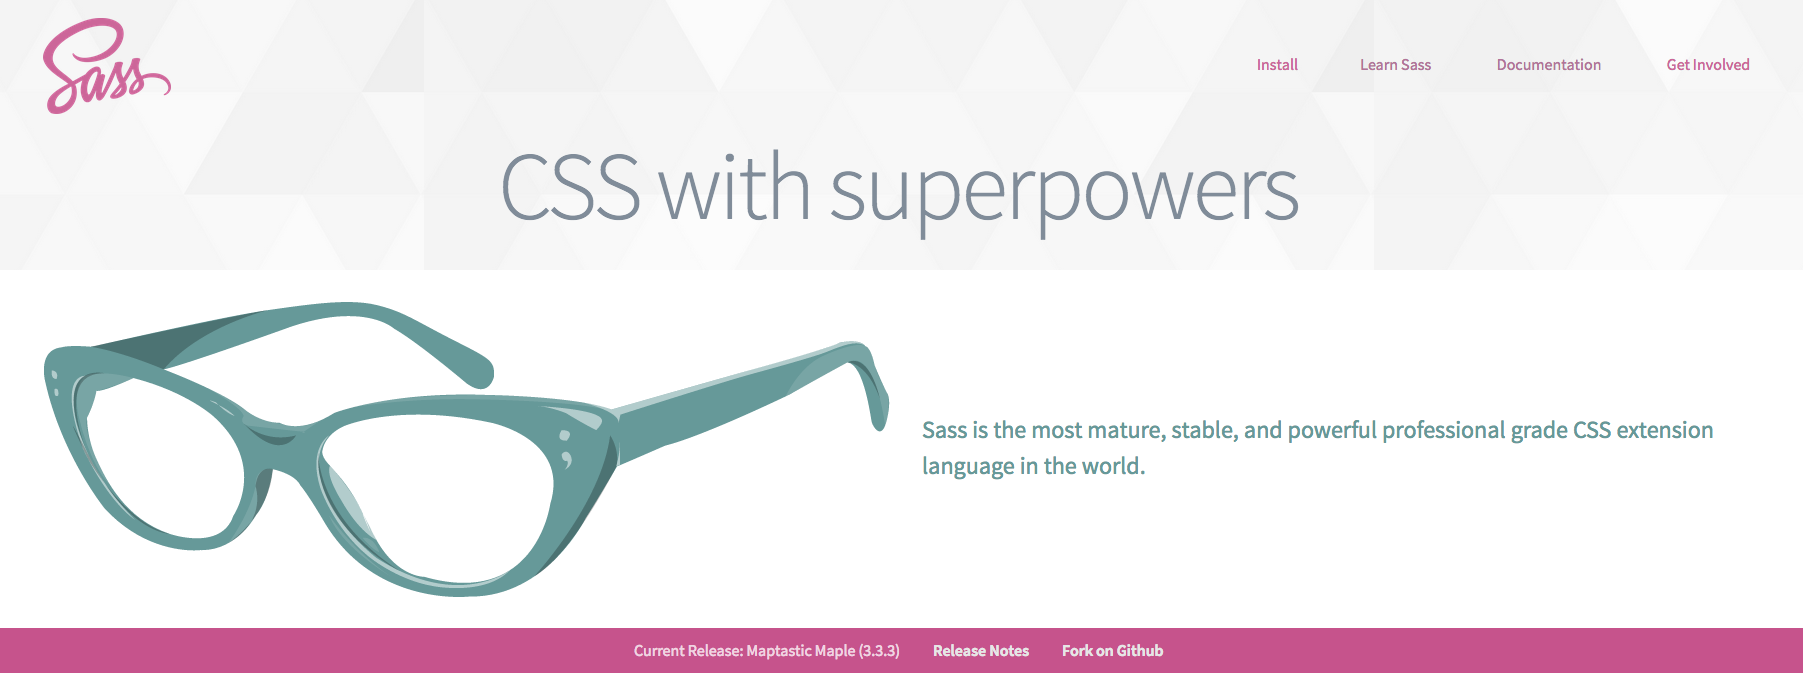 Sass
Install Learn Sass Documentation Get Involved
CSS with superpowers
Sass is the most mature, stable, and powerful professional grade CSS extension
language in the world.
Current Release: Maptastic Maple (3.3.3) Release Notes Fork on Github